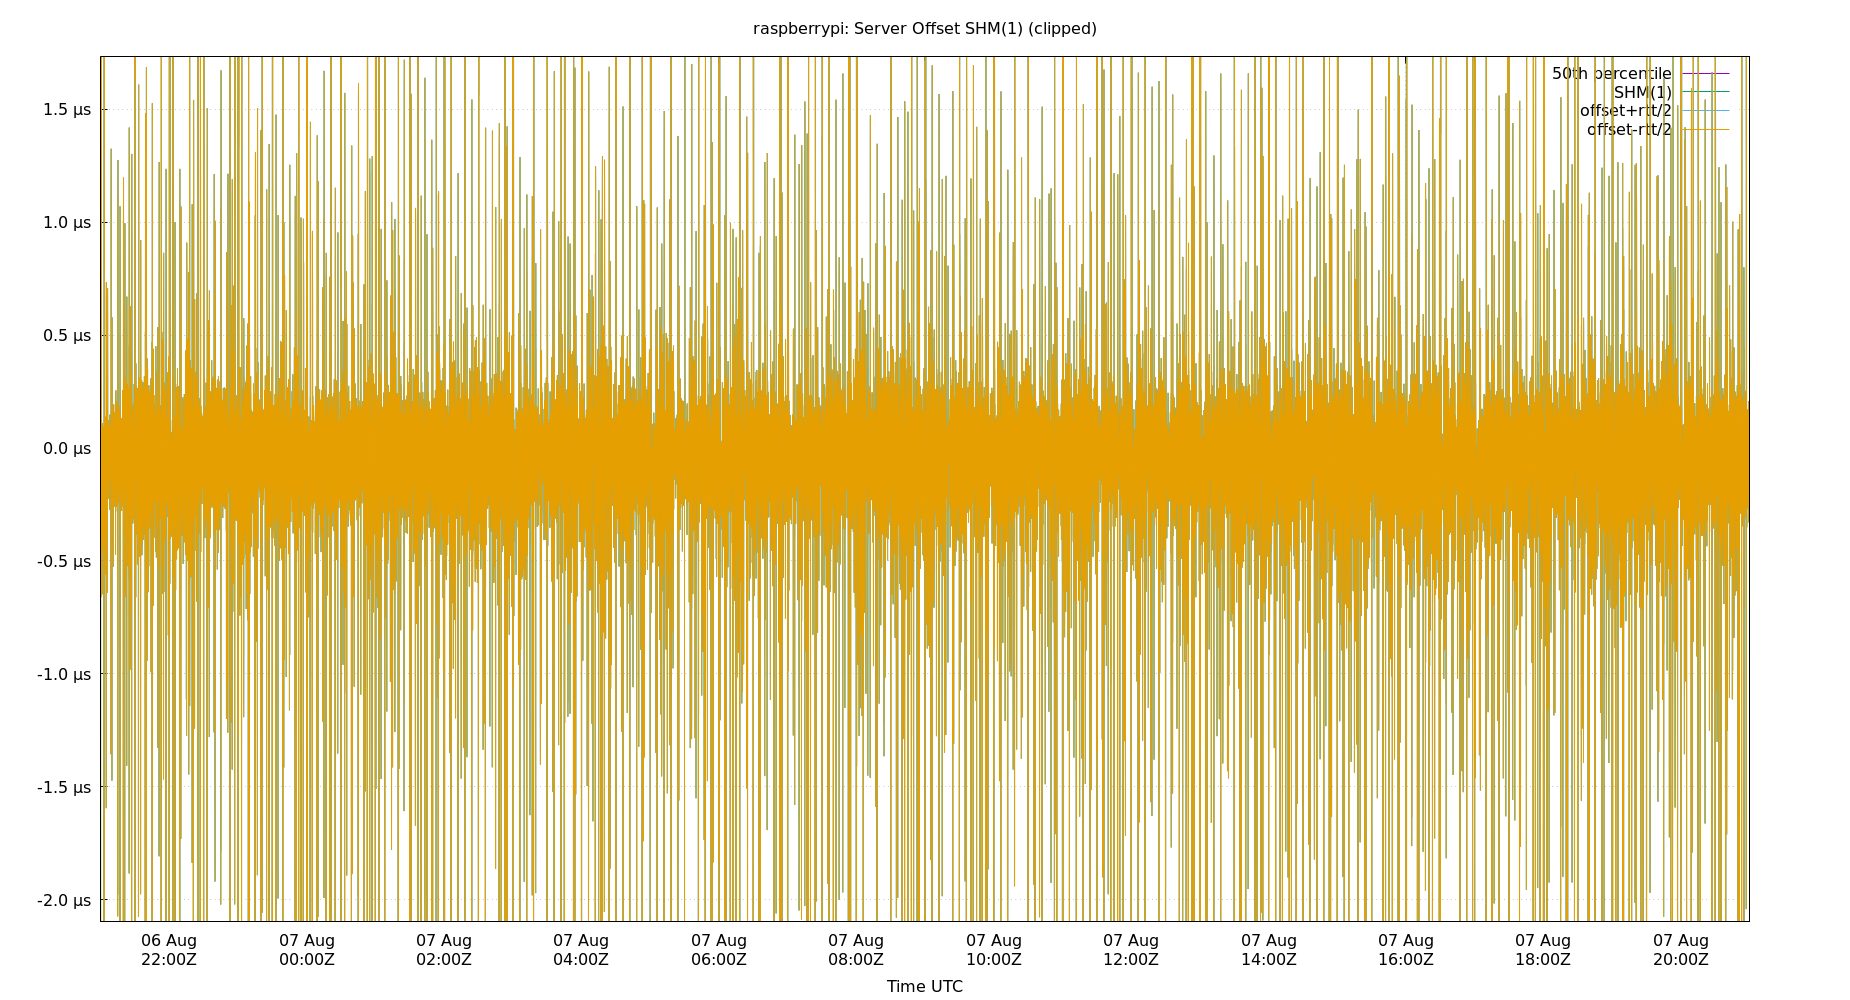 raspberrypi: Server Offset SHM(1) (clipped)
50th percentile
SHM(1)
offset+rtt/2
offset-rtt/2
1.5 µs
1.0 µs
0.5 µs
0.0 µs
-0.5 µs
-1.0 µs
-1.5 µs
-2.0 µs
06 Aug 07 Aug 07 Aug 07 Aug 07 Aug 07 Aug 07 Aug 07 Aug 07 Aug 07 Aug 07 Aug 07 Aug
22:00Z 00:00Z 02:00Z 04:00Z 06:00Z 08:00Z 10:00Z 12:00Z 14:00Z 16:00Z 18:00Z 20:00Z
Time UTC